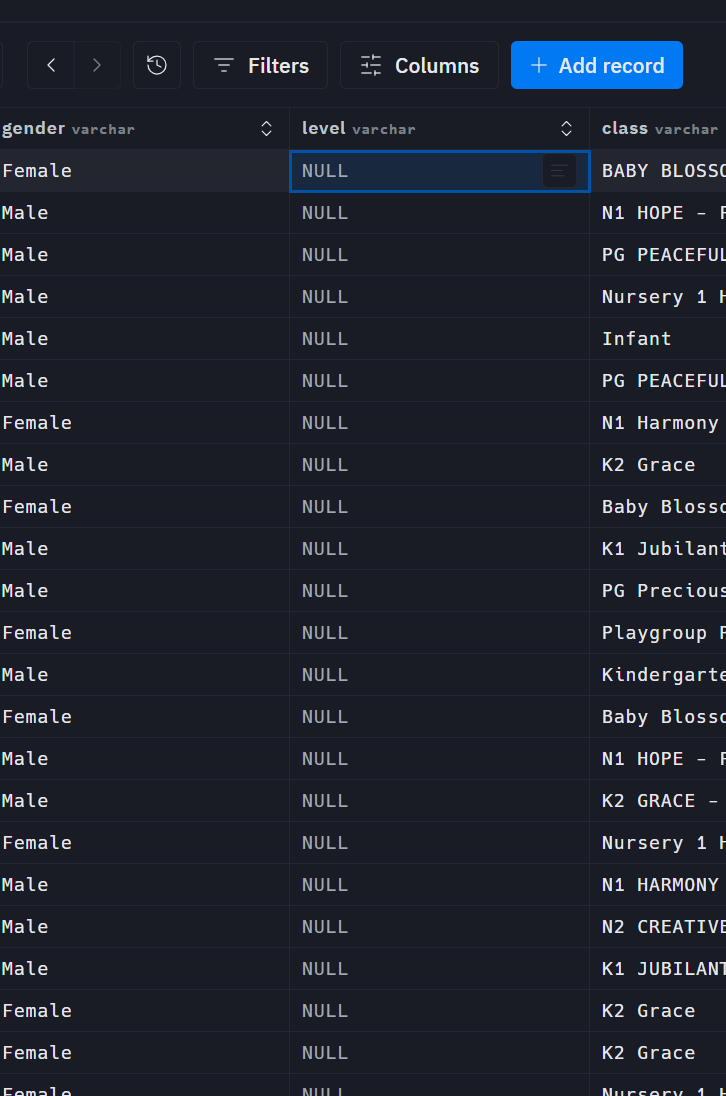 Filters Columns + Add record
gender varchar level varchar class varchar
Female NULL BABY BLOSSO
Male NULL N1 HOPE –
Male NULL PG PEACEFUL
Male NULL Nursery 1 H
Male NULL Infant
Male NULL PG PEACEFUL
Female NULL N1 Harmony
Male NULL K2 Grace
Female NULL Baby Blosso
Male NULL K1 Jubilant
Male NULL PG Precious
Female NULL Playgroup P
Male NULL Kindergarte
Female NULL Baby Blosso
Male NULL N1 HOPE –
Male NULL K2 GRACE –
Female NULL Nursery 1 H
Male NULL N1 HARMONY
Male NULL N2 CREATIVE
Male NULL K1 JUBILANT
Female NULL K2 Grace
Female NULL K2 Grace
Female NULL Nursery 1 H